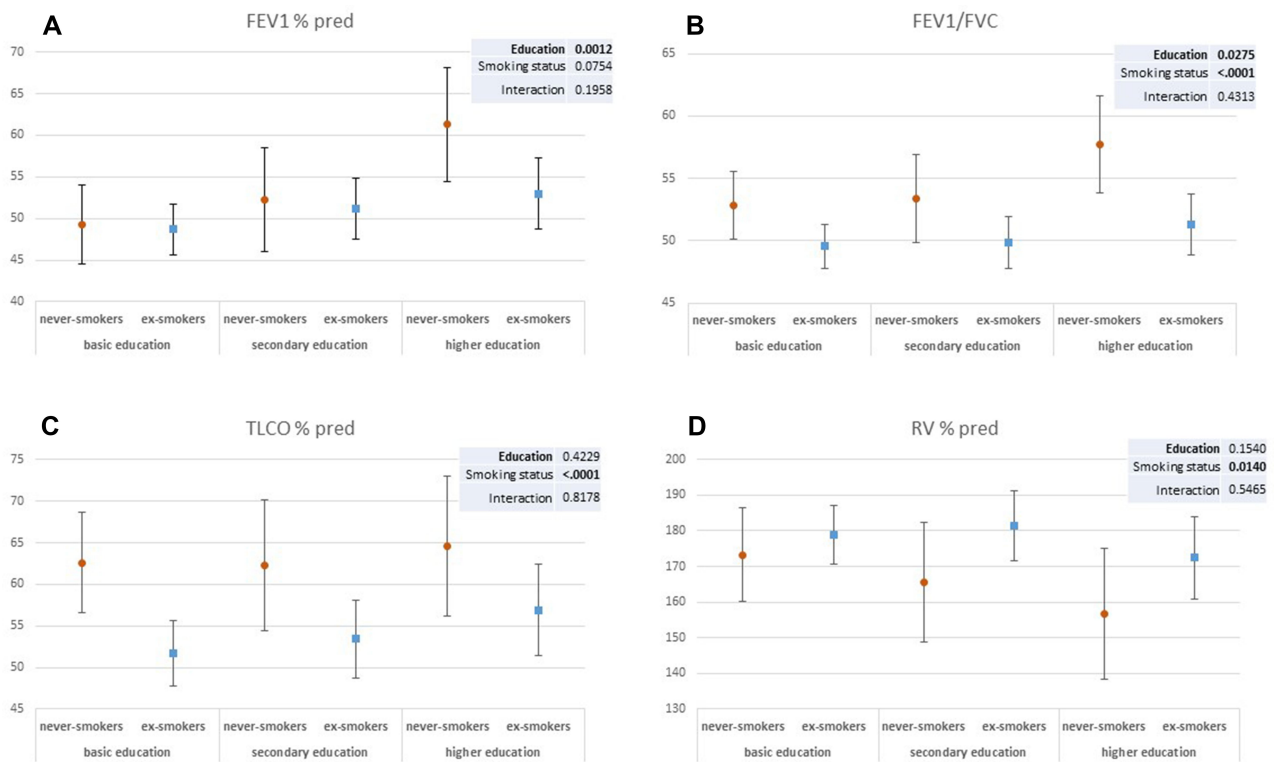 A
FEV1 % pred
Education 0.0012
Smoking status 0.0754
Interaction 0.1958
70
65
60
55
50
45
40
never-smokers ex-smokers never-smokers ex-smokers never-smokers ex-smokers
basic education secondary education higher education
B
FEV1/FVC
Education 0.0275
Smoking status <.0001
Interaction 0.4313
65
60
55
50
45
never-smokers ex-smokers never-smokers ex-smokers never-smokers ex-smokers
basic education secondary education higher education
C
TLCO % pred
Education 0.4229
Smoking status <.0001
Interaction 0.8178
75
70
65
60
55
50
45
never-smokers ex-smokers never-smokers ex-smokers never-smokers ex-smokers
basic education secondary education higher education
D
RV % pred
Education 0.1540
Smoking status 0.0140
Interaction 0.5465
200
190
180
170
160
150
140
130
never-smokers ex-smokers never-smokers ex-smokers never-smokers ex-smokers
basic education secondary education higher education